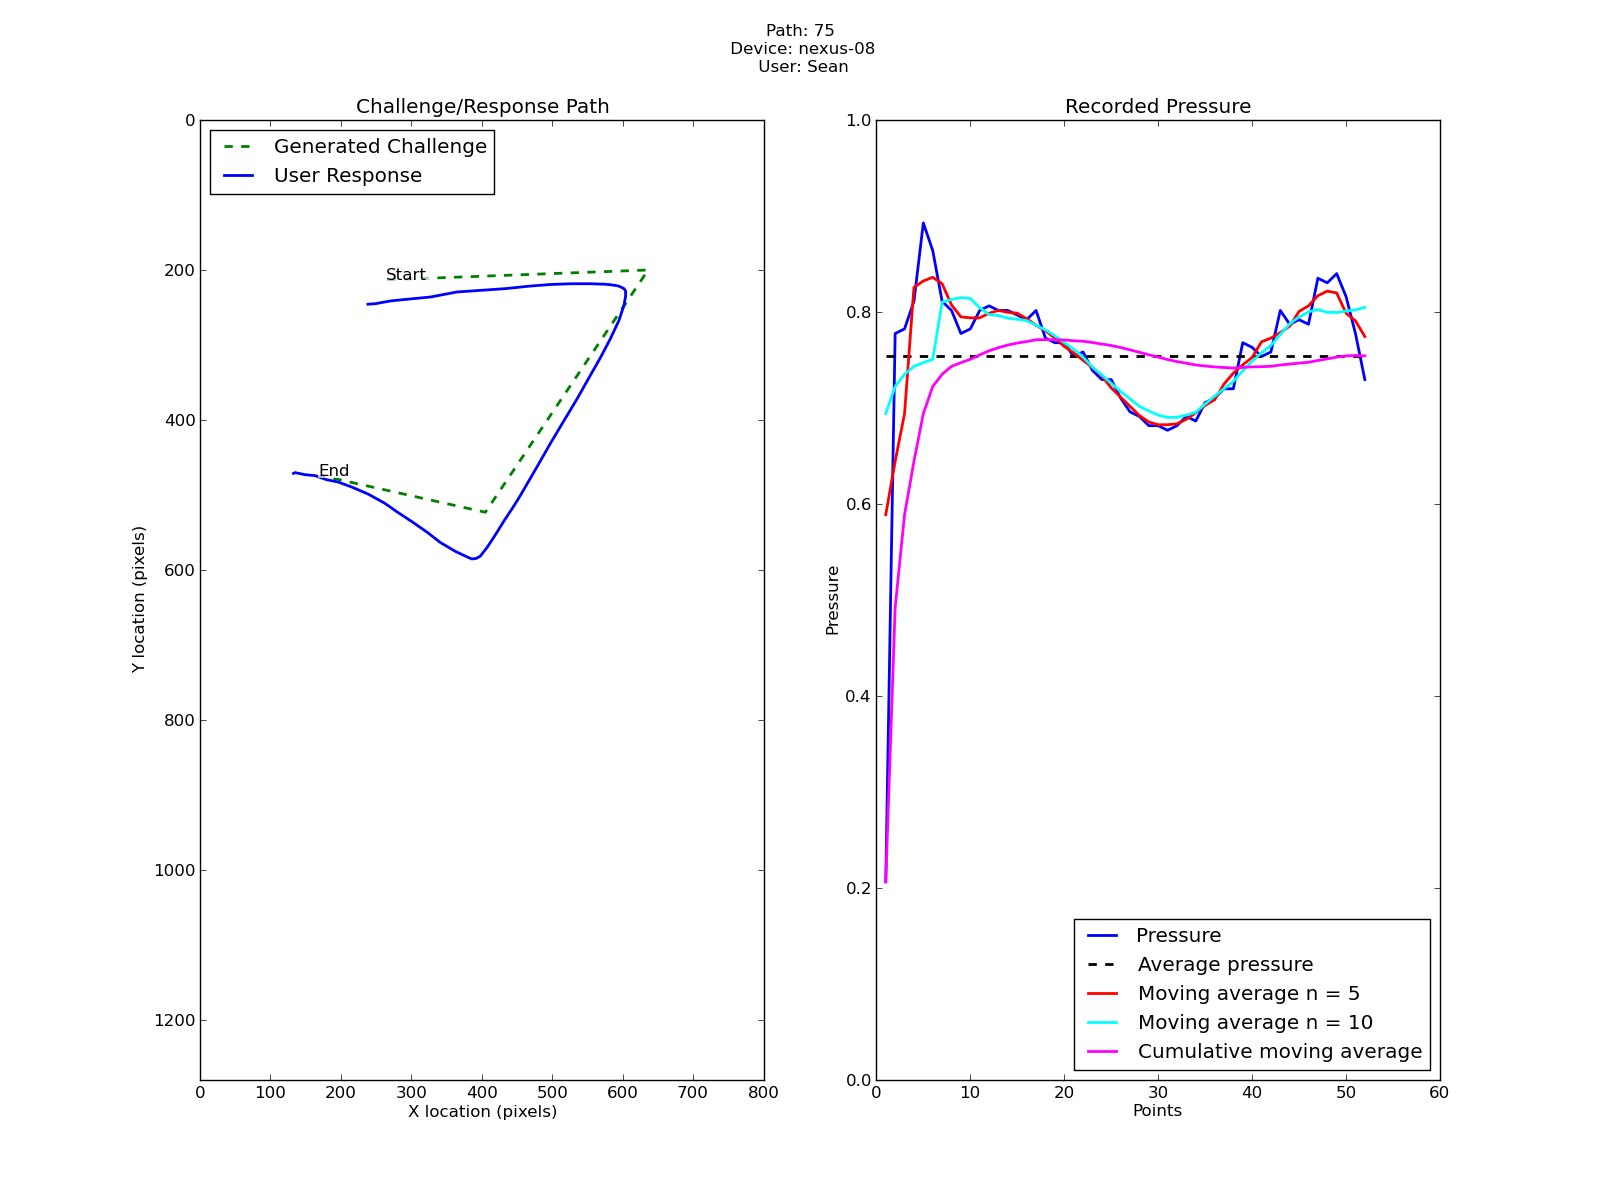 Path: 75
Device: nexus-08
User: Sean
Challenge/Response Path
Generated Challenge
User Response
Start
End
0
200
400
600
800
1000
1200
Y location (pixels)
0 100 200 300 400 500 600 700 800
X location (pixels)
Recorded Pressure
1.0
0.8
0.6
0.4
0.2
0.0
Pressure
Pressure
Average pressure
Moving average n = 5
Moving average n = 10
Cumulative moving average
0 10 20 30 40 50 60
Points